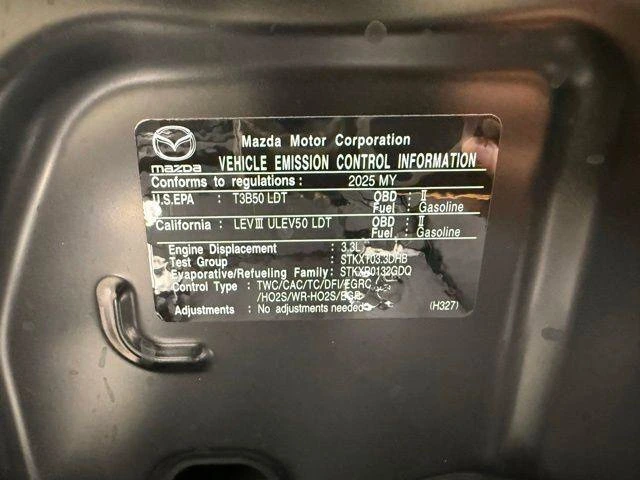 Mazda Motor Corporation
mazda VEHICLE EMISSION CONTROL INFORMATION
Conforms to regulations : 2025 MY
U.S.EPA : T3B50 LDT OBD : II
Fuel : Gasoline
California : LEVⅢ ULEV50 LDT OBD : II
Fuel : Gasoline
Engine Displacement : 3.3L
Test Group : STKXT03.3DHB
Evaporative/Refueling Family: STKXR0132GDQ
Control Type : TWC/CAC/TC/DFI/EGRC
/HO2S/WR-HO2S/EGR
Adjustments : No adjustments needed (H327)